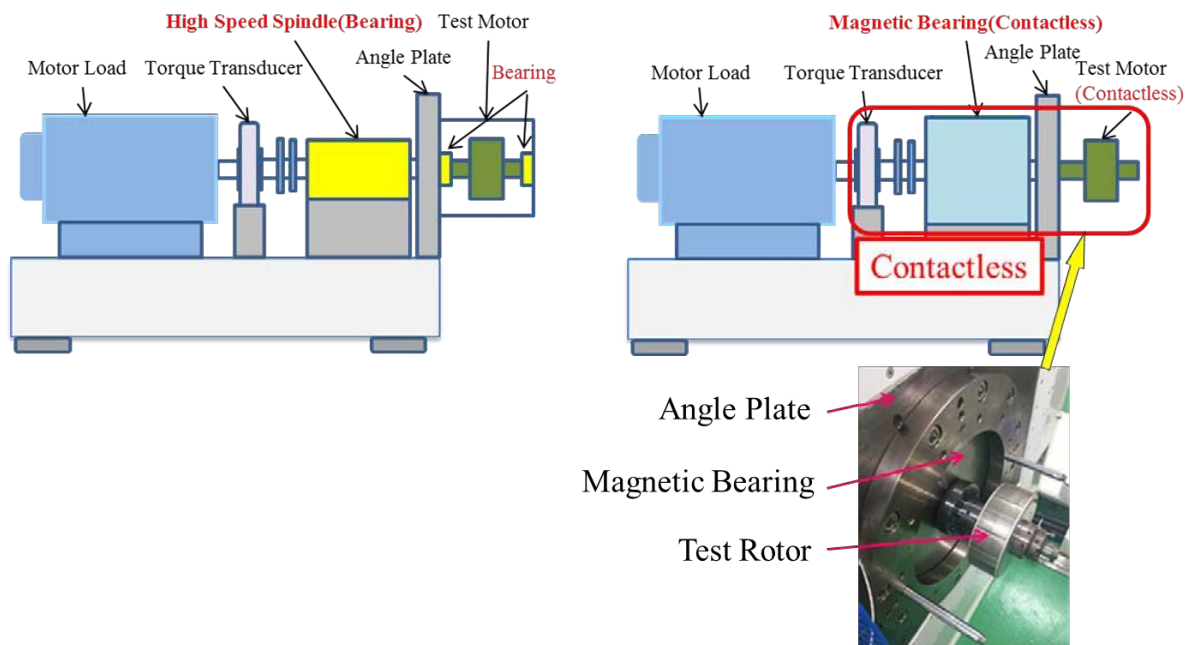 High Speed Spindle(Bearing)
Test Motor
Angle Plate
Motor Load
Torque Transducer
Bearing
Magnetic Bearing(Contactless)
Angle Plate
Motor Load
Torque Transducer
Test Motor
(Contactless)
Contactless
Angle Plate
Magnetic Bearing
Test Rotor